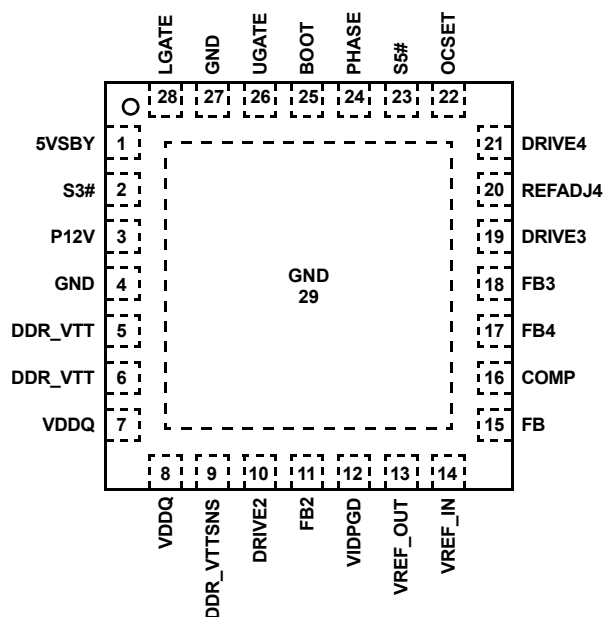 LGATE
GND
UGATE
BOOT
PHASE
S5#
OCSET
28
27
26
25
24
23
22
5VSBY 1
S3# 2
P12V 3
GND 4
DDR_VTT 5
DDR_VTT 6
VDDQ 7
GND
29
21 DRIVE4
20 REFADJ4
19 DRIVE3
18 FB3
17 FB4
16 COMP
15 FB
8
9
10
11
12
13
14
VDDQ
DDR_VTTSNS
DRIVE2
FB2
VIDPGD
VREF_OUT
VREF_IN